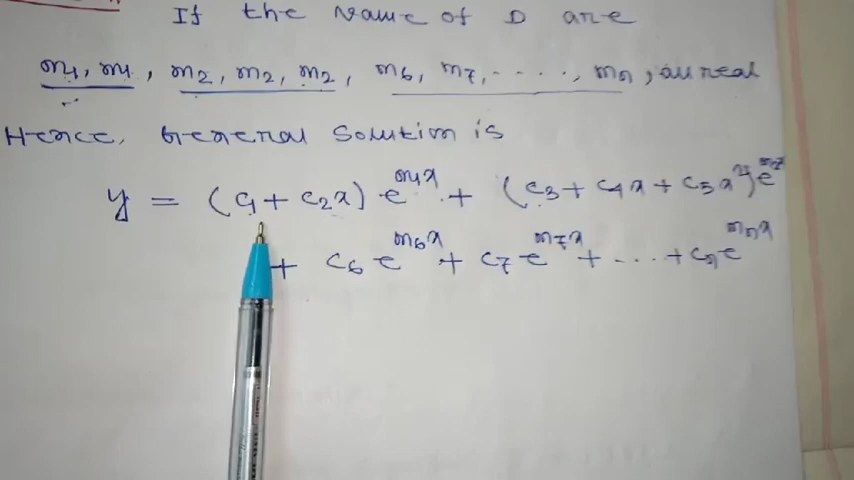 If the value of D are
m₁, m₁, m₂, m₂, m₂, m₆, m₇, ....., mₙ, all real
Hence, General solution is
y = (c₁ + c₂x) e^{m₁x} + (c₃ + c₄x + c₅x²) e^{m₂x}
+ c₆ e^{m₆x} + c₇ e^{m₇x} + ... + cₙ e^{mₙx}